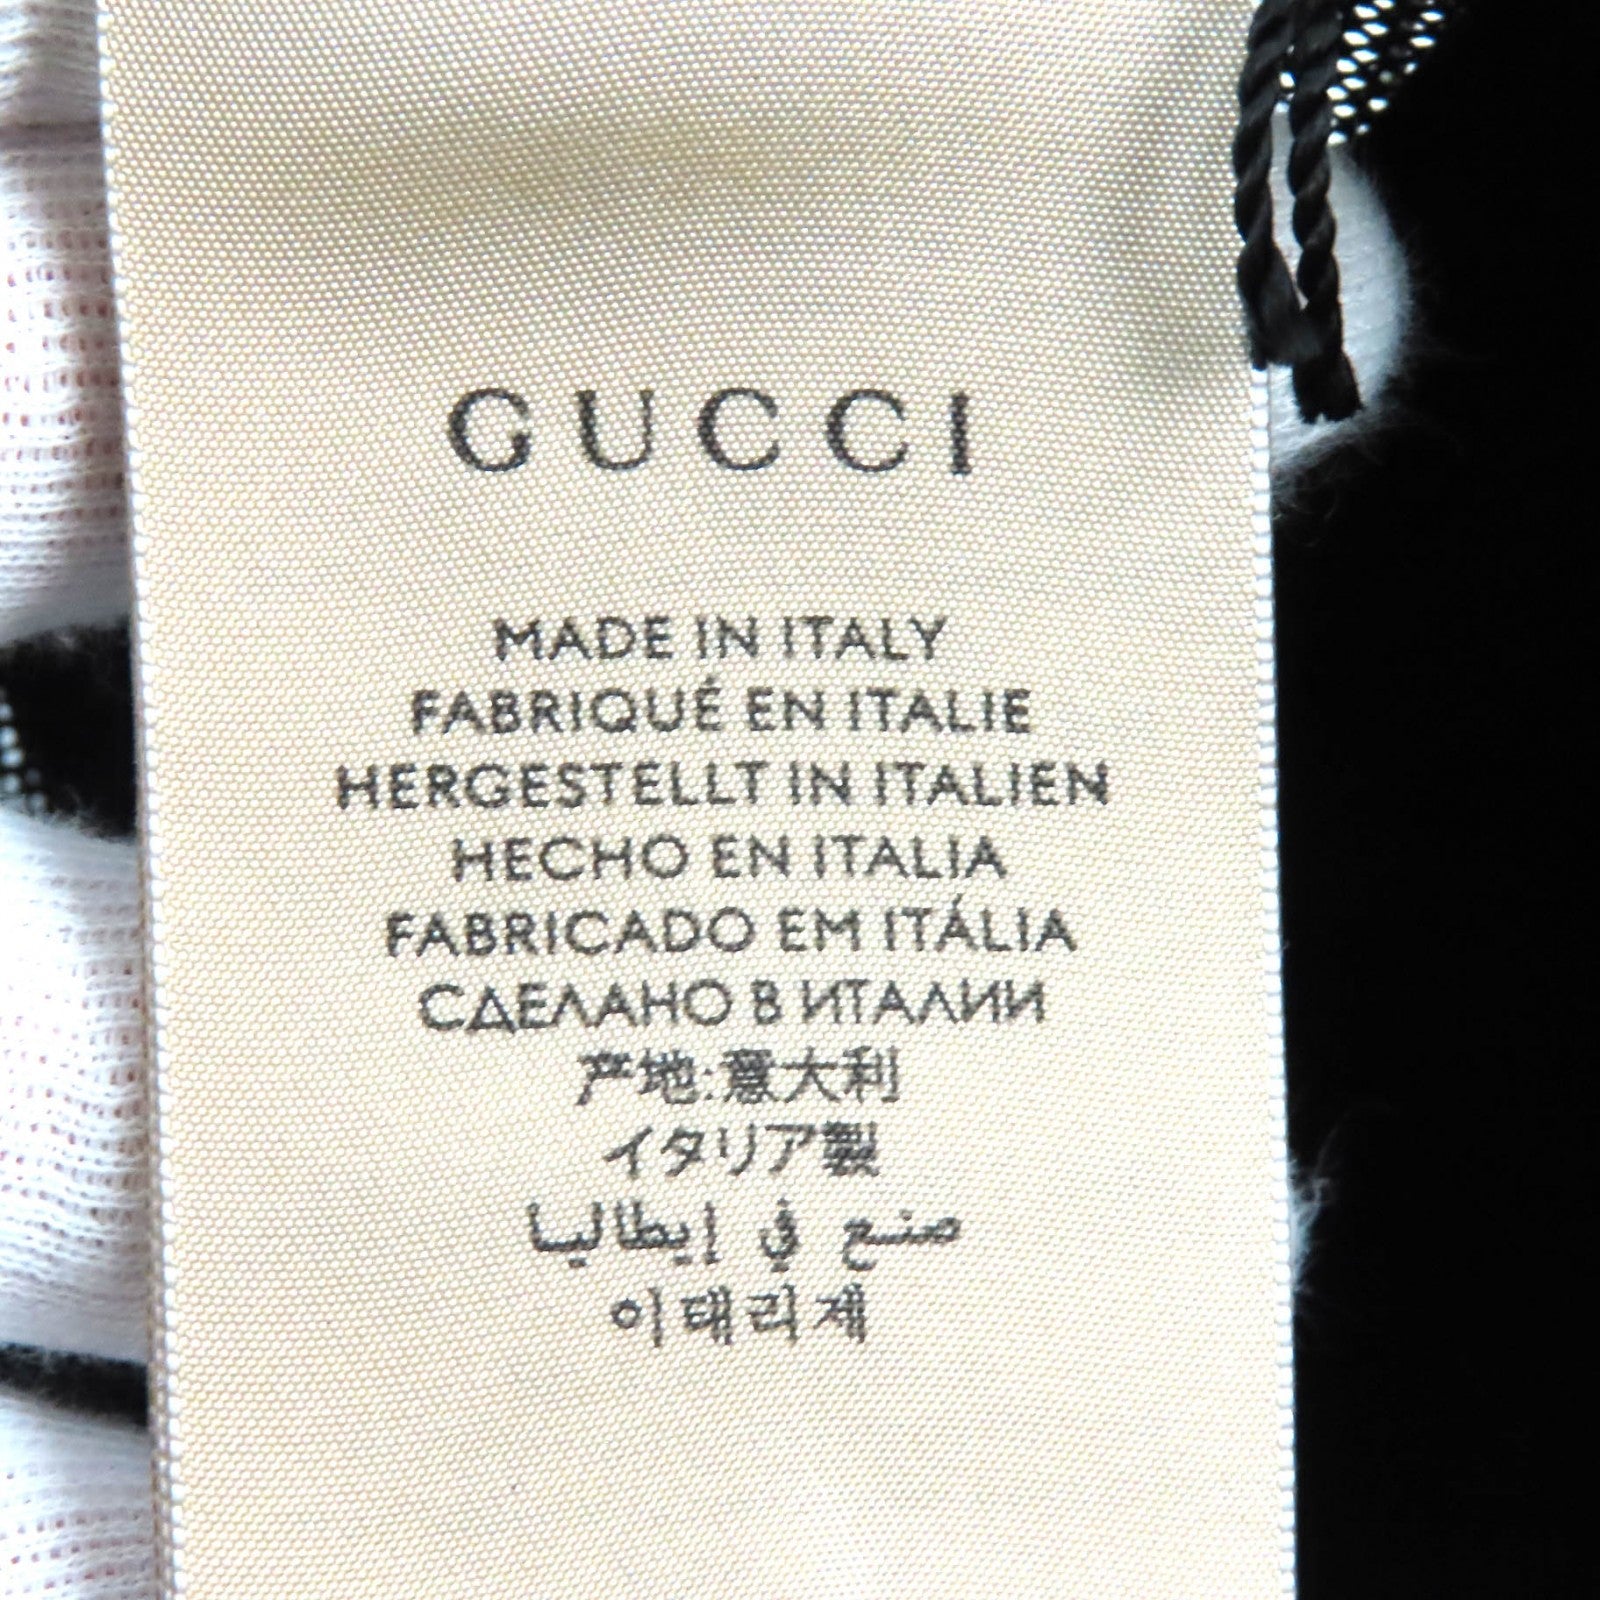 GUCCI
MADE IN ITALY
FABRIQUÉ EN ITALIE
HERGESTELLT IN ITALIEN
HECHO EN ITALIA
FABRICADO EM ITÁLIA
СДЕЛАНО В ИТАЛИИ
产地:意大利
イタリア製
صنع في إيطاليا
이태리제